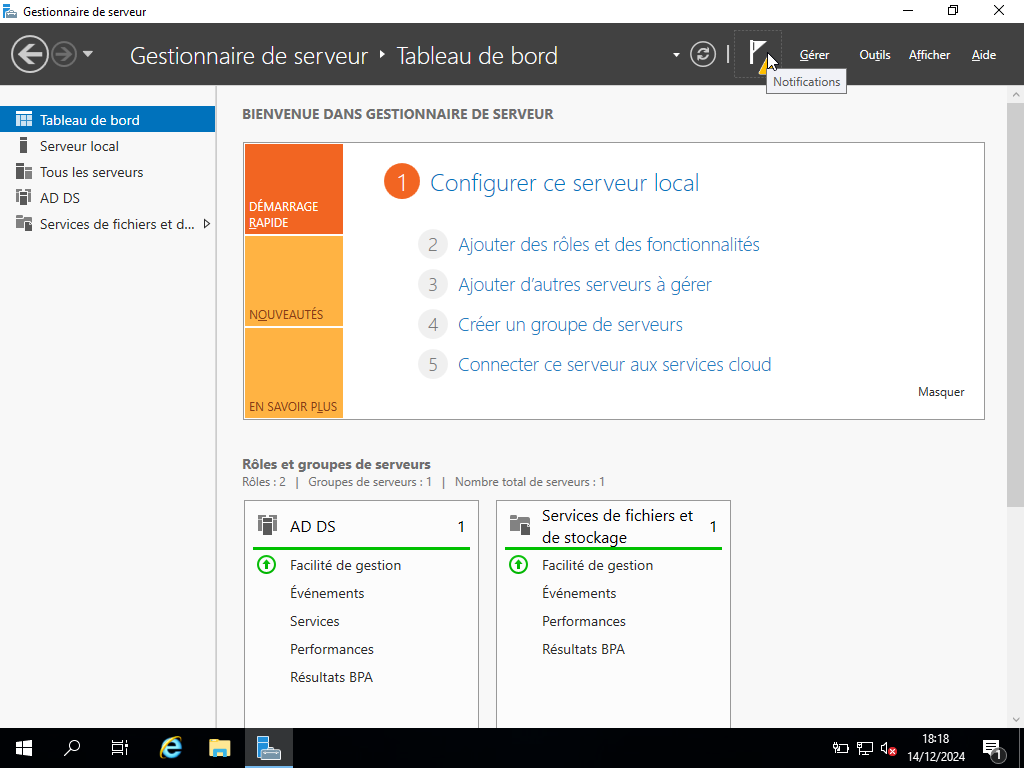 Gestionnaire de serveur
Gestionnaire de serveur ‣ Tableau de bord
Gérer
Outils
Afficher
Aide
Notifications
Tableau de bord
Serveur local
Tous les serveurs
AD DS
Services de fichiers et d...
BIENVENUE DANS GESTIONNAIRE DE SERVEUR
DÉMARRAGE
RAPIDE
NOUVEAUTÉS
EN SAVOIR PLUS
1 Configurer ce serveur local
2 Ajouter des rôles et des fonctionnalités
3 Ajouter d'autres serveurs à gérer
4 Créer un groupe de serveurs
5 Connecter ce serveur aux services cloud
Masquer
Rôles et groupes de serveurs
Rôles : 2 | Groupes de serveurs : 1 | Nombre total de serveurs : 1
AD DS 1
Facilité de gestion
Événements
Services
Performances
Résultats BPA
Services de fichiers et
de stockage 1
Facilité de gestion
Événements
Performances
Résultats BPA
18:18
14/12/2024
1